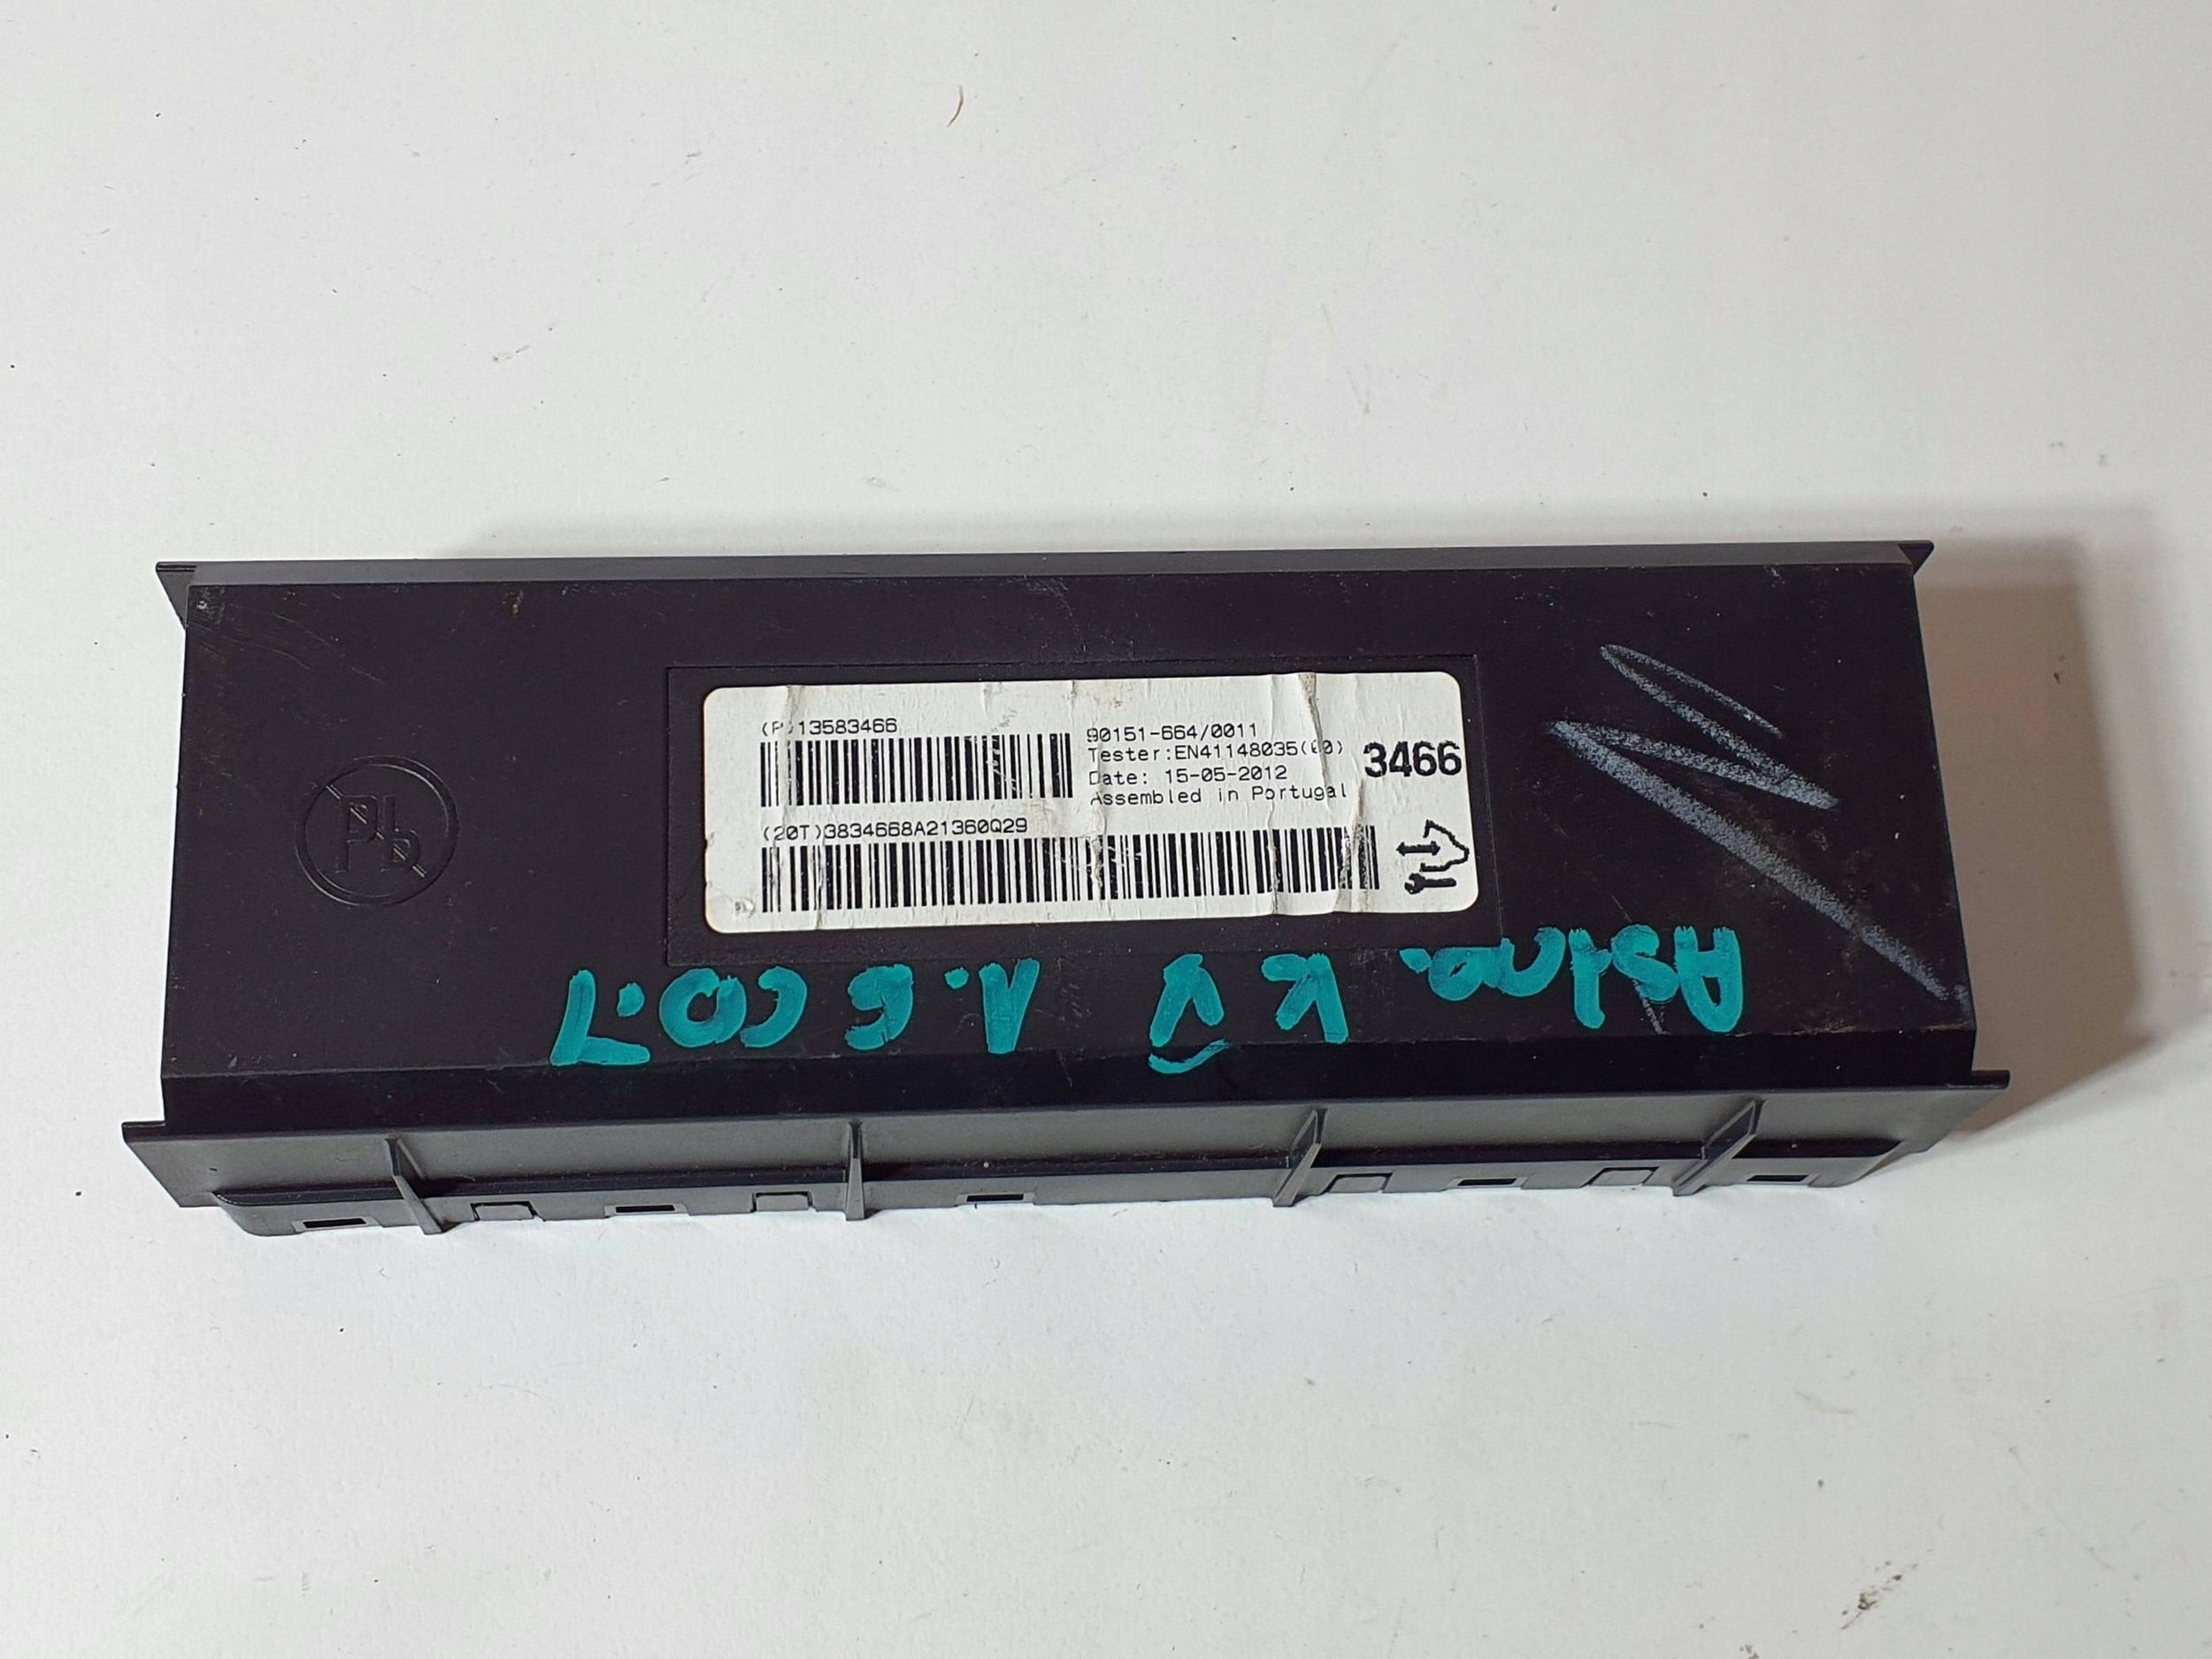 Pb
(P)13583466
90151-664/0011
Tester:EN41148035(00)
Date: 15-05-2012
Assembled in Portugal
3466
(20T)3834668A21360Q29
Astra. K 1.6